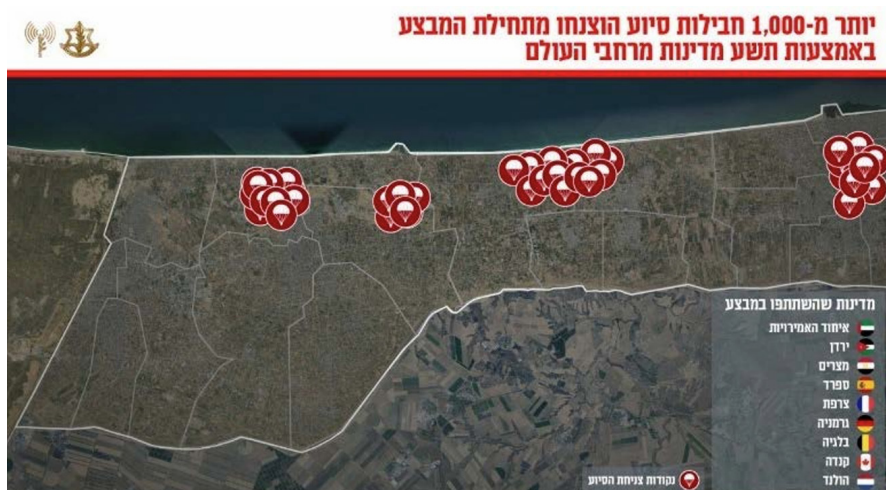 יותר מ-1,000 חבילות סיוע הוצנחו מתחילת המבצע
באמצעות תשע מדינות מרחבי העולם
מדינות שהשתתפו במבצע
איחוד האמירויות
ירדן
מצרים
ספרד
צרפת
גרמניה
בלגיה
קנדה
הולנד
נקודות צניחת הסיוע